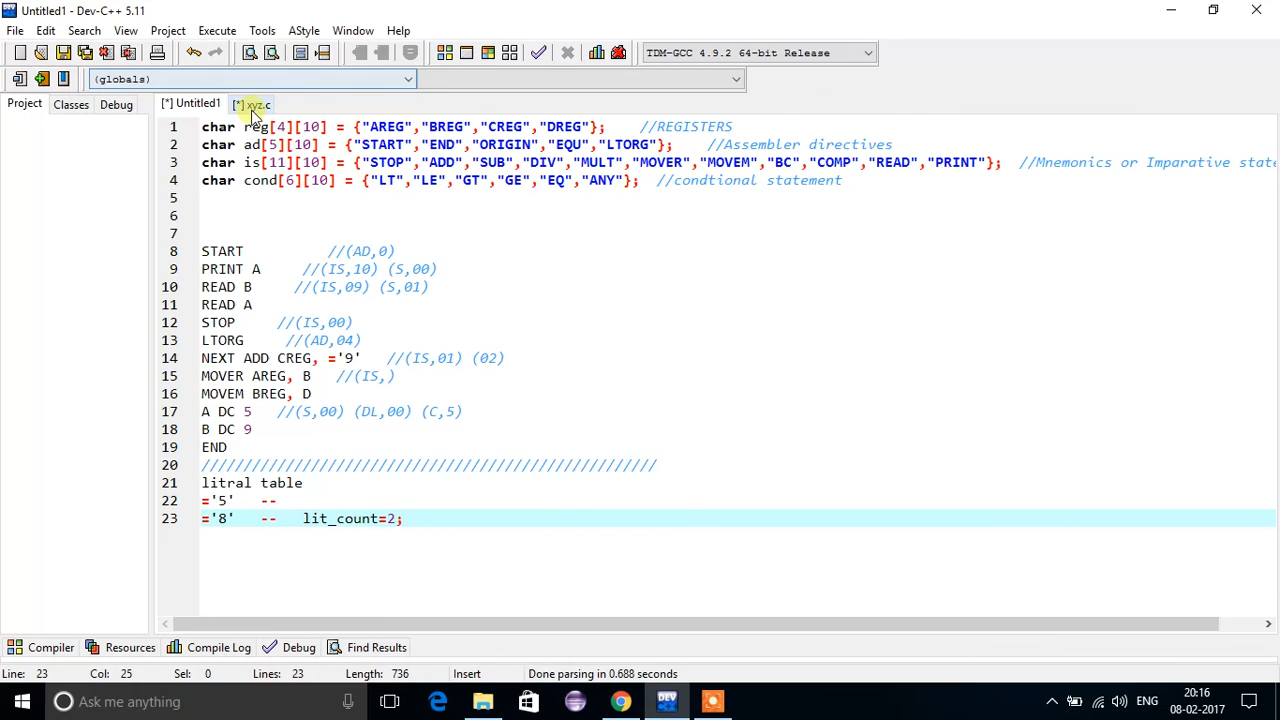 Untitled1 - Dev-C++ 5.11
File Edit Search View Project Execute Tools AStyle Window Help
TDM-GCC 4.9.2 64-bit Release
(globals)
Project Classes Debug [*] Untitled1 [*] xyz.c
1 char reg[4][10] = {"AREG","BREG","CREG","DREG"}; //REGISTERS
2 char ad[5][10] = {"START","END","ORIGIN","EQU","LTORG"}; //Assembler directives
3 char is[11][10] = {"STOP","ADD","SUB","DIV","MULT","MOVER","MOVEM","BC","COMP","READ","PRINT"}; //Mnemonics or Imparative state
4 char cond[6][10] = {"LT","LE","GT","GE","EQ","ANY"}; //condtional statement
5
6
7
8 START //(AD,0)
9 PRINT A //(IS,10) (S,00)
10 READ B //(IS,09) (S,01)
11 READ A
12 STOP //(IS,00)
13 LTORG //(AD,04)
14 NEXT ADD CREG, ='9' //(IS,01) (02)
15 MOVER AREG, B //(IS,)
16 MOVEM BREG, D
17 A DC 5 //(S,00) (DL,00) (C,5)
18 B DC 9
19 END
20 //////////////////////////////////////////////////////
21 litral table
22 ='5' --
23 ='8' -- lit_count=2;
Compiler Resources Compile Log Debug Find Results
Line: 23 Col: 25 Sel: 0 Lines: 23 Length: 736 Insert Done parsing in 0.688 seconds
Ask me anything
DEV
ENG
20:16
08-02-2017